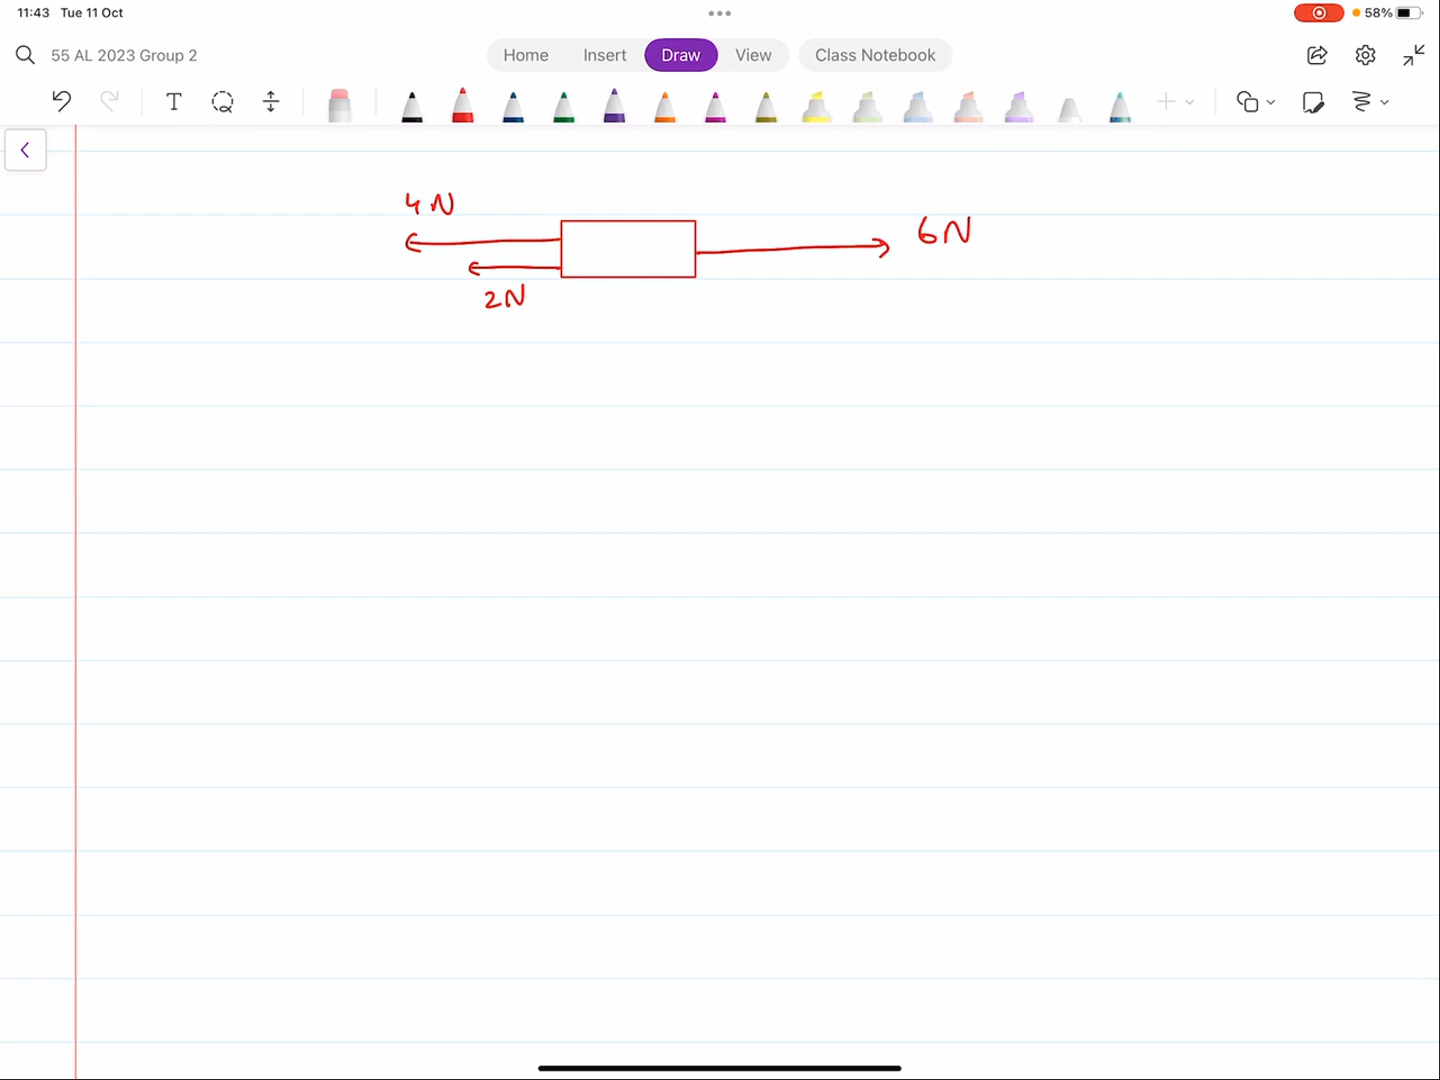 11:43 Tue 11 Oct
58%
55 AL 2023 Group 2
Home Insert Draw View Class Notebook
T
4N
6N
2N